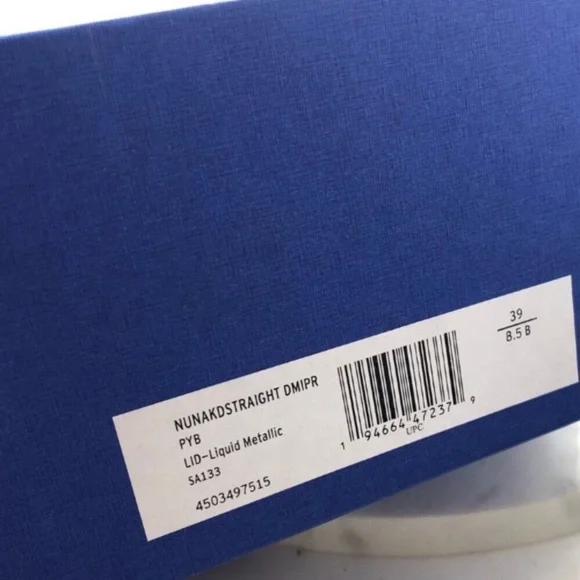 NUNAKDSTRAIGHT DMIPR
PYB
LID-Liquid Metallic
SA133
4503497515
1 94664 47237 9
UPC
39
8.5 B